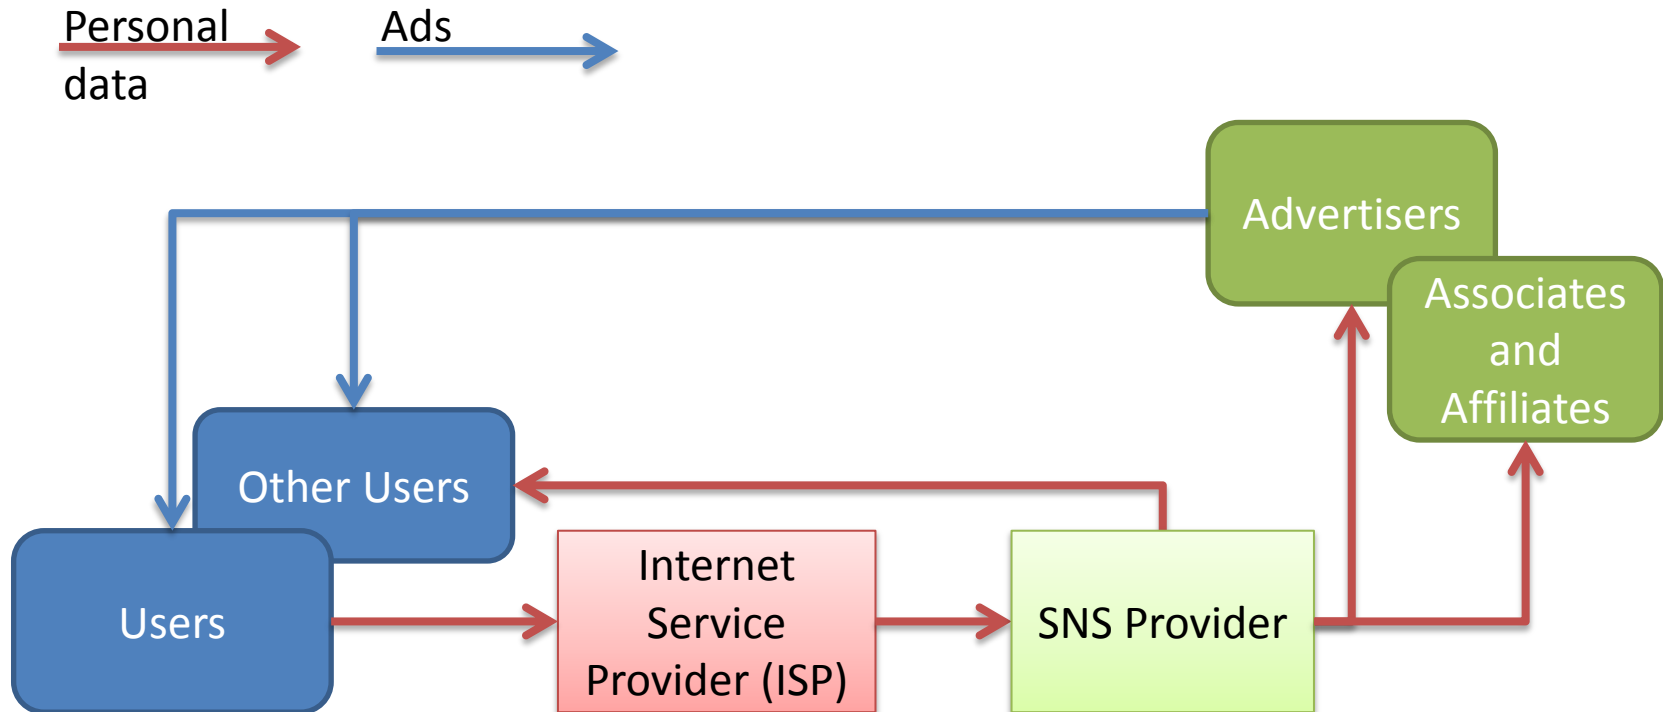 Personal
data
Ads
Advertisers
Associates
and
Affiliates
Other Users
Users
Internet
Service
Provider (ISP)
SNS Provider